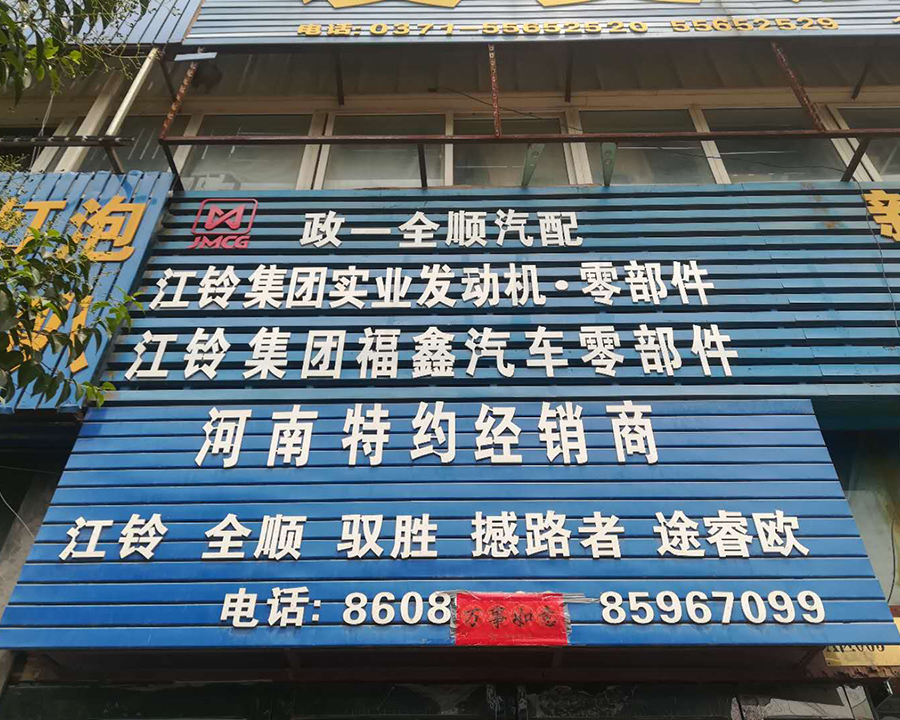 电话: 0371-55652520 55652529
灯泡
新
JMCG 政一全顺汽配
江铃集团实业发动机·零部件
江铃集团福鑫汽车零部件
河南特约经销商
江铃 全顺 驭胜 撼路者 途睿欧
电话: 8608 万事如意 85967099